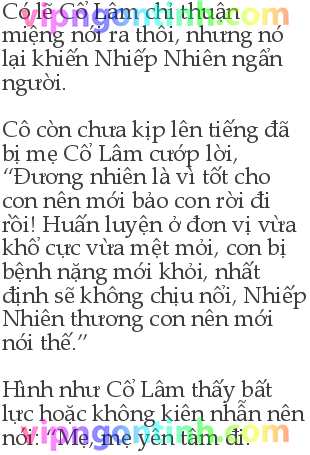 Có lẽ Cổ Lâm chỉ thuận
miệng nói ra thôi, nhưng nó
lại khiến Nhiếp Nhiên ngẩn
người.
Cô còn chưa kịp lên tiếng đã
bị mẹ Cổ Lâm cướp lời,
“Đương nhiên là vì tốt cho
con nên mới bảo con rời đi
rồi! Huấn luyện ở đơn vị vừa
khổ cực vừa mệt mỏi, con bị
bệnh nặng mới khỏi, nhất
định sẽ không chịu nổi, Nhiếp
Nhiên thương con nên mới
nói thế.”
Hình như Cổ Lâm thấy bất
lực hoặc không kiên nhẫn nên
nói: “Mẹ, mẹ yên tâm đi.
vipngontinh.com
vipngontinh.com